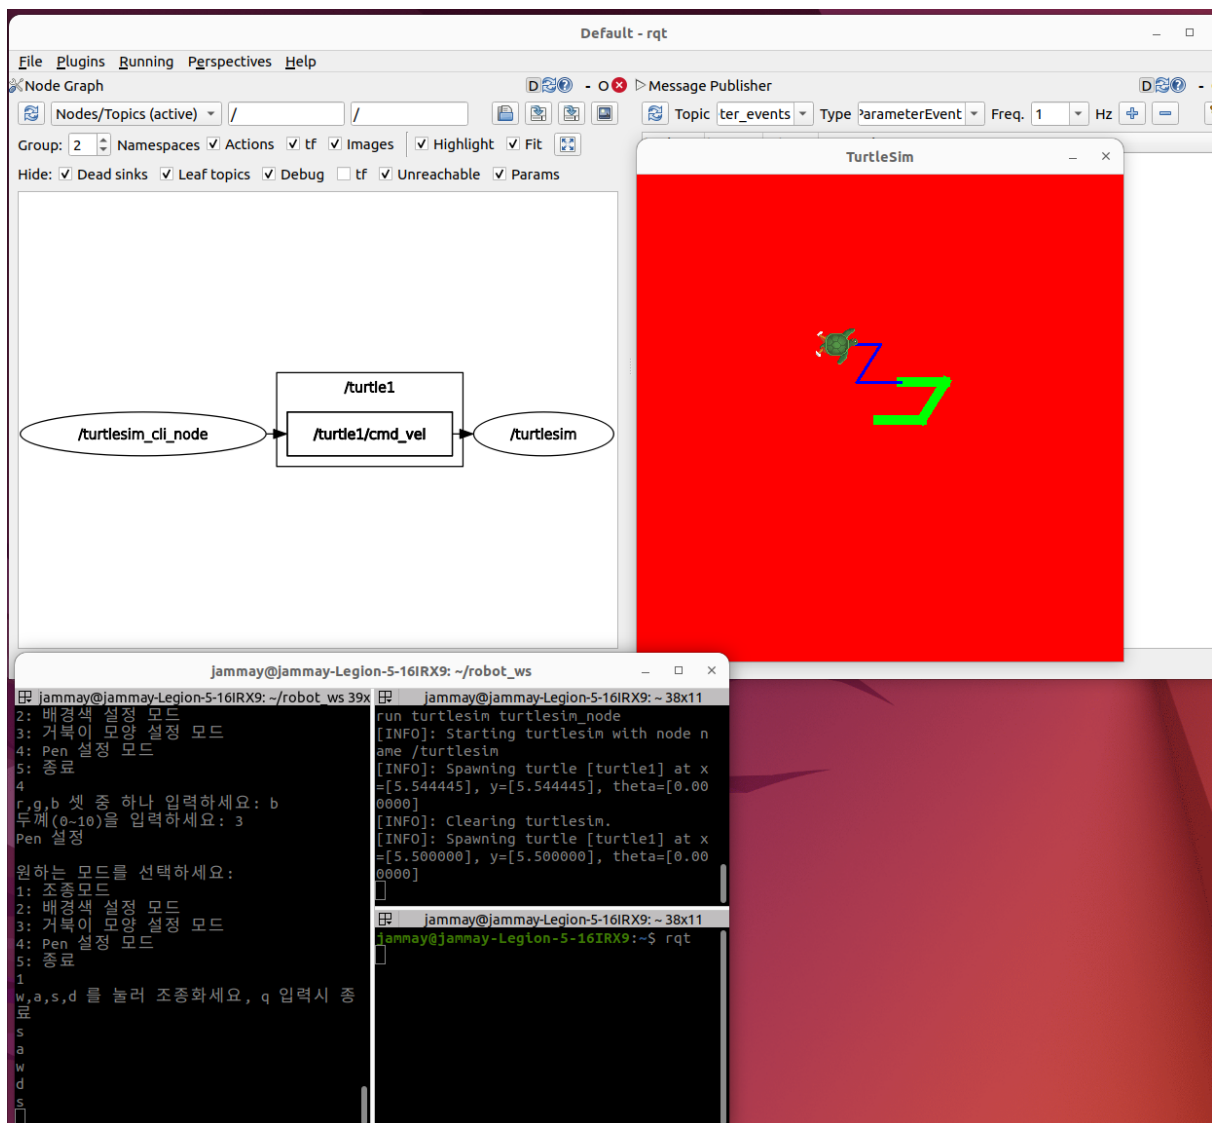 Default - rqt
File Plugins Running Perspectives Help
Node Graph
D - O
Message Publisher
D -
Nodes/Topics (active) / /
Topic ter_events Type ParameterEvent Freq. 1 Hz
Group: 2 Namespaces Actions tf Images Highlight Fit
Hide: Dead sinks Leaf topics Debug tf Unreachable Params
/turtle1
/turtlesim_cli_node
/turtle1/cmd_vel
/turtlesim
TurtleSim
jammay@jammay-Legion-5-16IRX9: ~/robot_ws
jammay@jammay-Legion-5-16IRX9: ~/robot_ws 39x
2: 배경색 설정 모드
3: 거북이 모양 설정 모드
4: Pen 설정 모드
5: 종료
4
r,g,b 셋 중 하나 입력하세요: b
두께(0~10)을 입력하세요: 3
Pen 설정
원하는 모드를 선택하세요:
1: 조종모드
2: 배경색 설정 모드
3: 거북이 모양 설정 모드
4: Pen 설정 모드
5: 종료
1
w,a,s,d 를 눌러 조종화세요, q 입력시 종
료
s
a
w
d
s
jammay@jammay-Legion-5-16IRX9: ~ 38x11
run turtlesim turtlesim_node
[INFO]: Starting turtlesim with node n
ame /turtlesim
[INFO]: Spawning turtle [turtle1] at x
=[5.544445], y=[5.544445], theta=[0.00
0000]
[INFO]: Clearing turtlesim.
[INFO]: Spawning turtle [turtle1] at x
=[5.500000], y=[5.500000], theta=[0.00
0000]
jammay@jammay-Legion-5-16IRX9: ~ 38x11
jammay@jammay-Legion-5-16IRX9:~$ rqt